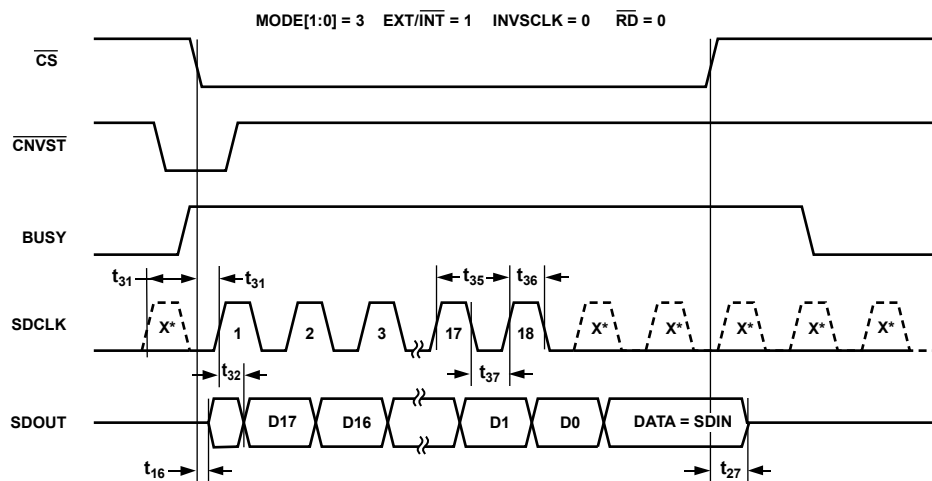 MODE[1:0] = 3 EXT/INT = 1 INVSCLK = 0 RD = 0
CS
CNVST
BUSY
t31 t31 t35 t36
SDCLK X* 1 2 3 17 18 X* X* X* X* X*
t32 t37
SDOUT D17 D16 D1 D0 DATA = SDIN
t16 t27